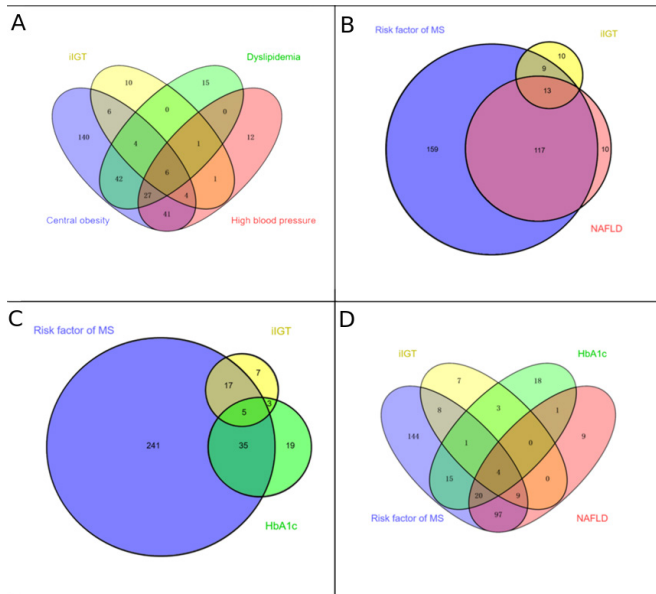 A
iIGT
Dyslipidemia
10
15
6
0
0
140
4
1
12
6
42
1
27
4
Central obesity
41
High blood pressure
B
Risk factor of MS
iIGT
10
9
13
159
117
10
NAFLD
C
Risk factor of MS
iIGT
7
17
3
5
241
35
19
HbA1c
D
HbA1c
iIGT
7
18
8
3
1
144
1
0
9
4
15
0
20
9
Risk factor of MS
97
NAFLD